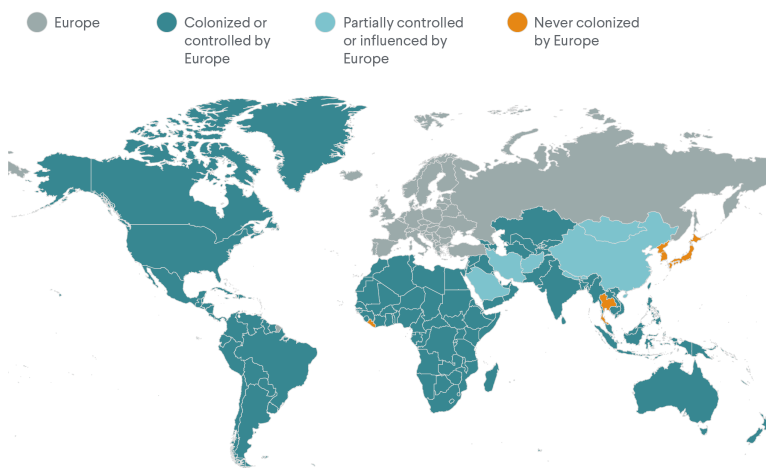 Europe
Colonized or
controlled by
Europe
Partially controlled
or influenced by
Europe
Never colonized
by Europe